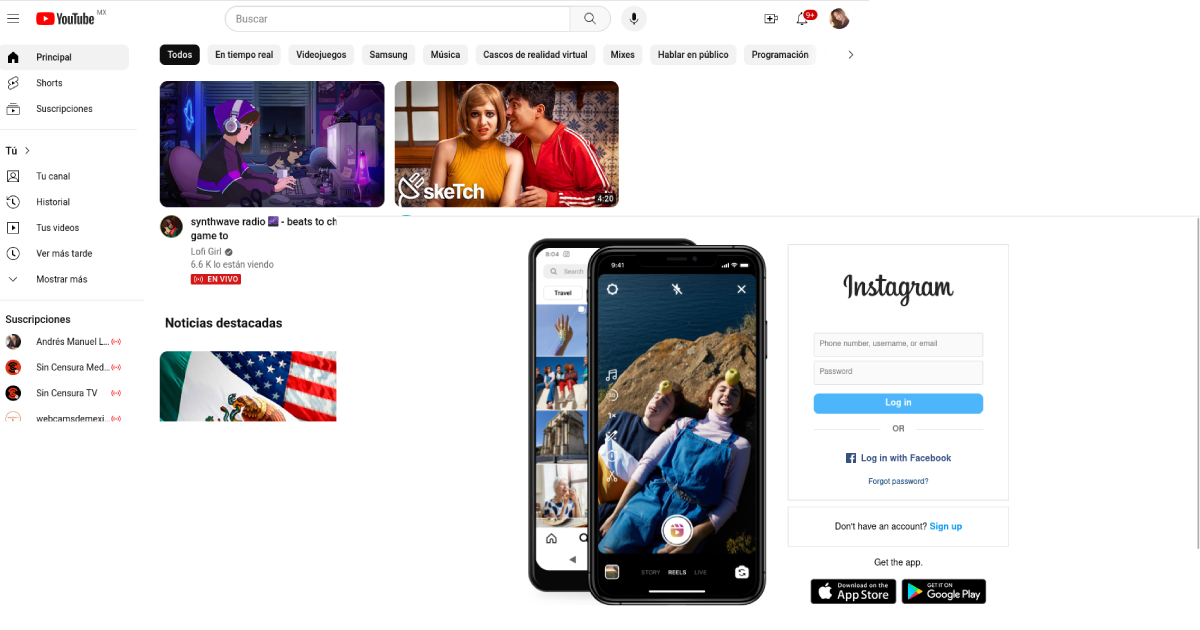 YouTube MX
Buscar
9+
Principal
Shorts
Suscripciones
Tú
Tu canal
Historial
Tus videos
Ver más tarde
Mostrar más
Suscripciones
Andrés Manuel L...
Sin Censura Med...
Sin Censura TV
webcamsdemexi...
Todos
En tiempo real
Videojuegos
Samsung
Música
Cascos de realidad virtual
Mixes
Hablar en público
Programación
skeTch
4:20
synthwave radio - beats to ch
game to
Lofi Girl
6.6 K lo están viendo
EN VIVO
Noticias destacadas
8:04
Search
Travel
9:41
1×
STORY REELS LIVE
Instagram
Phone number, username, or email
Password
Log in
OR
Log in with Facebook
Forgot password?
Don't have an account? Sign up
Get the app.
Download on the
App Store
GET IT ON
Google Play